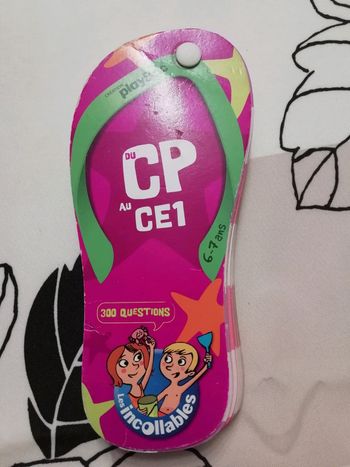 playBac
DU
CP
AU
CE1
6-7 ans
300 QUESTIONS
Les
incollables